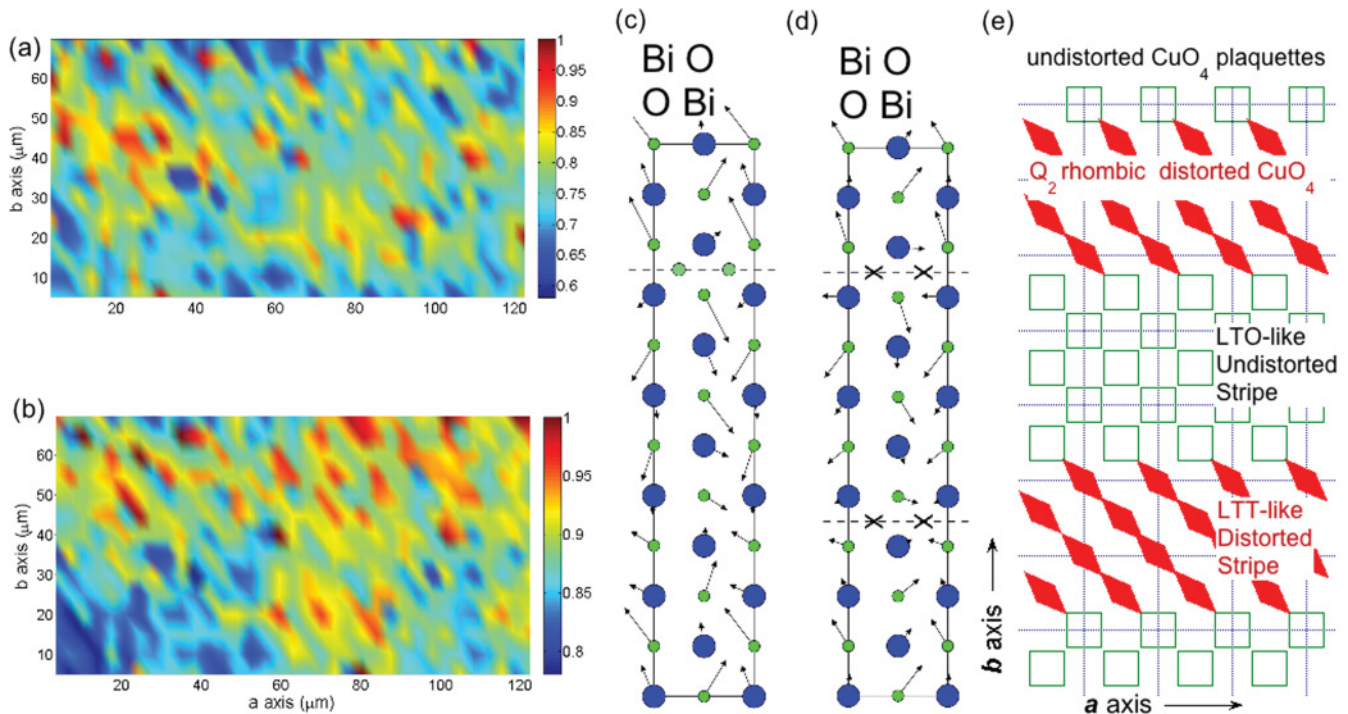 (a)
b axis (μm)
60
50
40
30
20
10
20
40
60
80
100
120
1
0.95
0.9
0.85
0.8
0.75
0.7
0.65
0.6
(b)
b axis (μm)
60
50
40
30
20
10
20
40
60
80
100
120
a axis (μm)
1
0.95
0.9
0.85
0.8
(c)
Bi O
O Bi
(d)
Bi O
O Bi
b axis
(e)
undistorted CuO4 plaquettes
Q2 rhombic distorted CuO4
LTO-like
Undistorted
Stripe
LTT-like
Distorted
Stripe
a axis